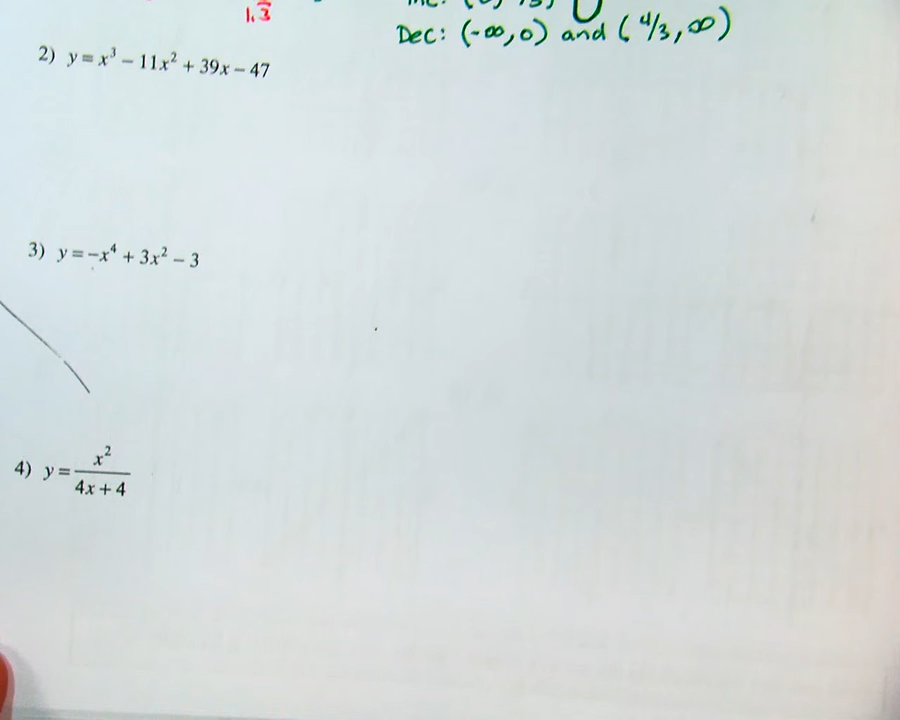 1.3̅
Dec: (-∞, 0) and (4/3, ∞)
2) y = x³ − 11x² + 39x − 47
3) y = −x⁴ + 3x² − 3
4) y = x² / (4x + 4)